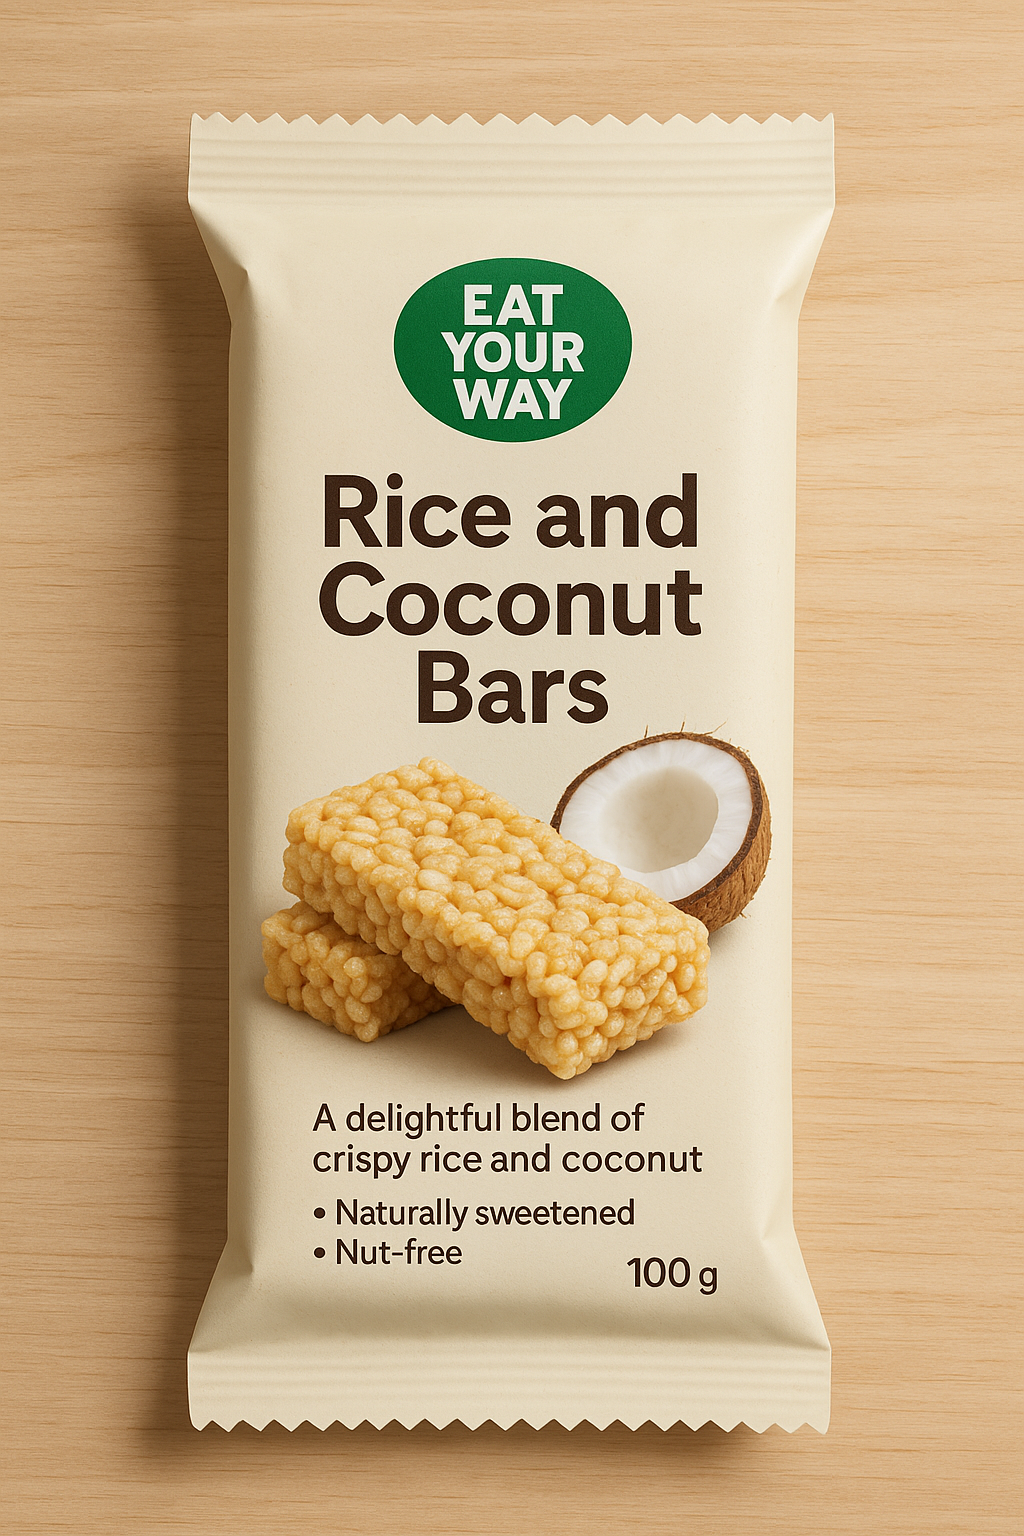 EAT
YOUR
WAY
Rice and
Coconut
Bars
A delightful blend of
crispy rice and coconut
• Naturally sweetened
• Nut-free
100 g